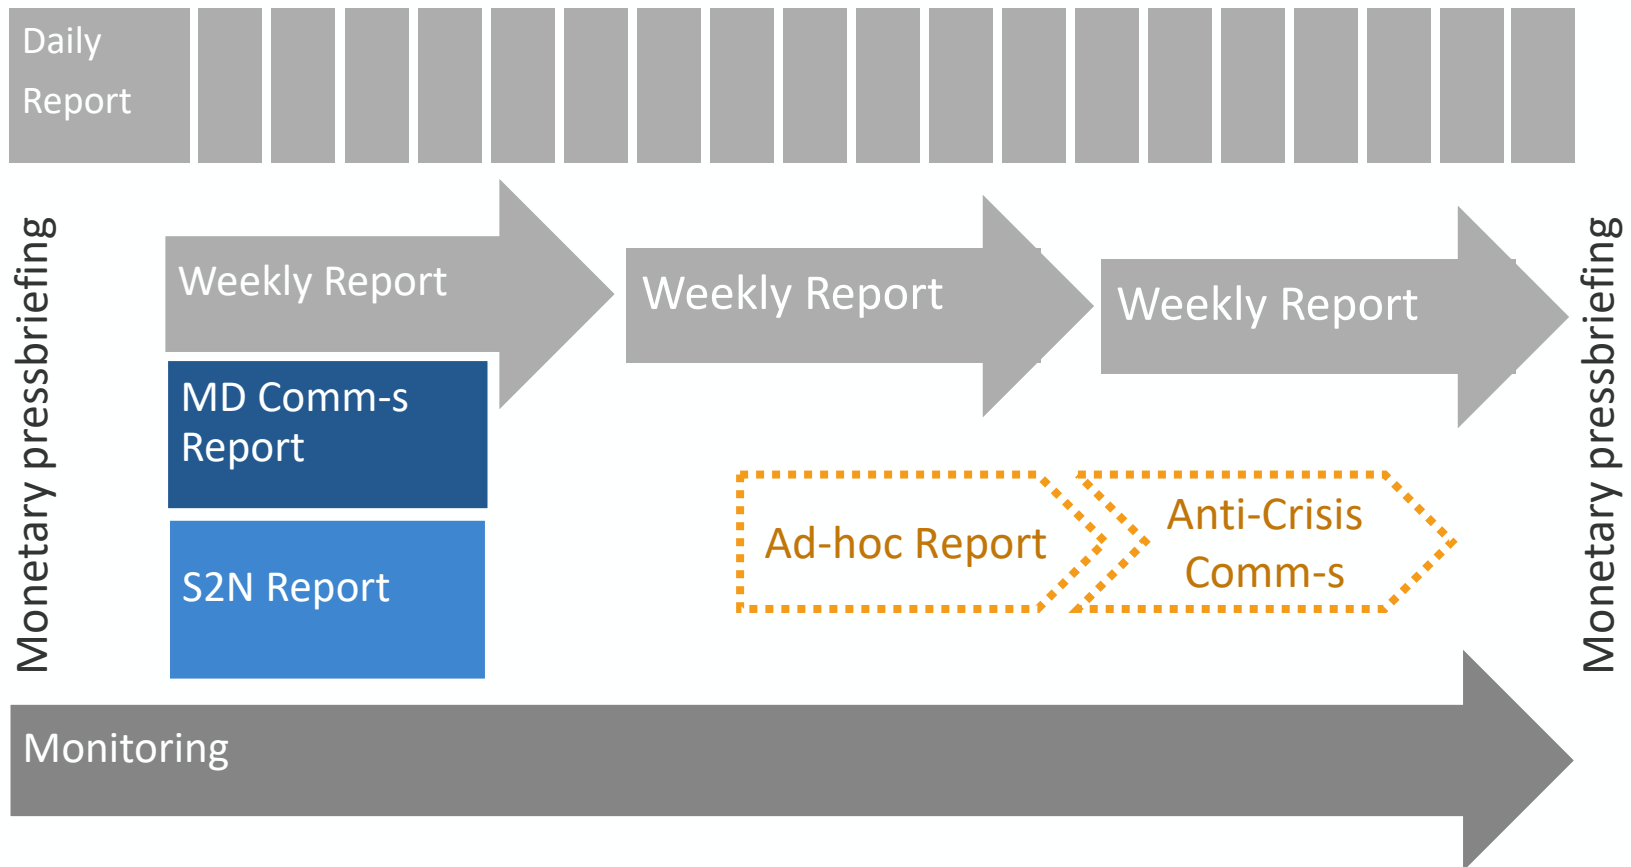 Daily
Report
Monetary pressbriefing
Weekly Report
Weekly Report
Weekly Report
Monetary pressbriefing
MD Comm-s
Report
S2N Report
Ad-hoc Report
Anti-Crisis
Comm-s
Monitoring